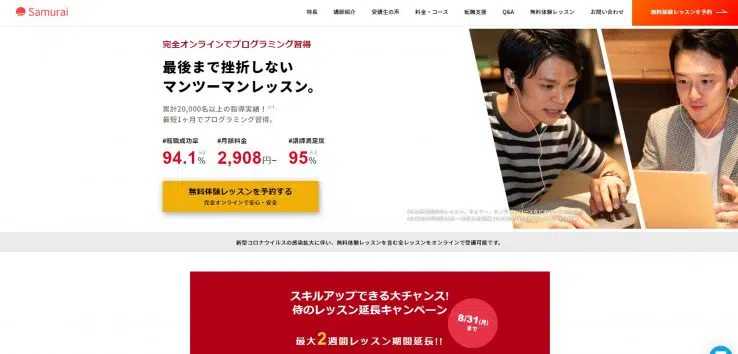 Samurai
特長
講師紹介
受講生の声
料金・コース
転職支援
Q&A
無料体験レッスン
お問い合わせ
無料体験レッスンを予約
完全オンラインでプログラミング習得
最後まで挫折しない
マンツーマンレッスン。
累計20,000名以上の指導実績！※1
最短1ヶ月でプログラミング習得。
#転職成功率 #月額料金 #講師満足度
94.1%※2 2,908円~ 95%※3
無料体験レッスンを予約する
完全オンラインで安心・安全
新型コロナウイルスの感染拡大に伴い、無料体験レッスンを含む全レッスンをオンラインで受講可能です。
スキルアップできる大チャンス!
侍のレッスン延長キャンペーン
8/31(月)
まで
最大2週間レッスン期間延長!!